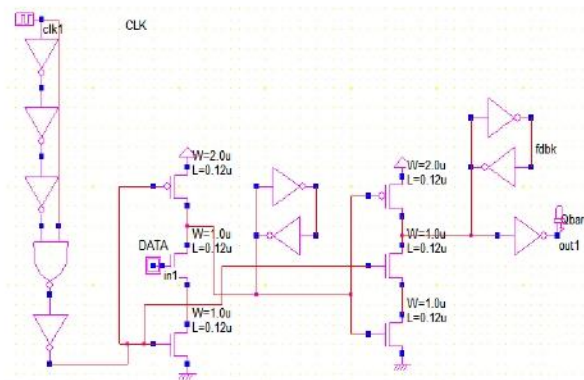 CLK
clk1
W=2.0u
L=0.12u
W=2.0u
L=0.12u
fdbk
Qbar
out1
DATA
in1
W=1.0u
L=0.12u
W=1.0u
L=0.12u
W=1.0u
L=0.12u
W=1.0u
L=0.12u